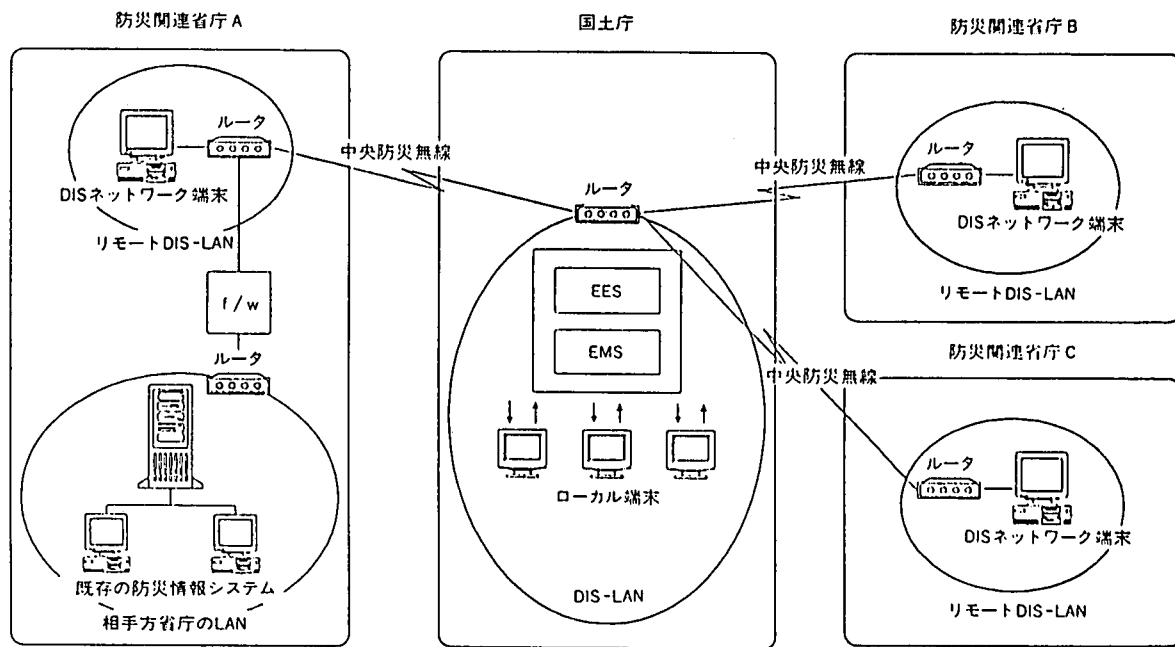 防災関連省庁A
ルータ
DISネットワーク端末
リモートDIS-LAN
f/w
ルータ
既存の防災情報システム
相手方省庁のLAN
中央防災無線
国土庁
ルータ
EES
EMS
ローカル端末
DIS-LAN
中央防災無線
中央防災無線
防災関連省庁B
ルータ
DISネットワーク端末
リモートDIS-LAN
防災関連省庁C
ルータ
DISネットワーク端末
リモートDIS-LAN